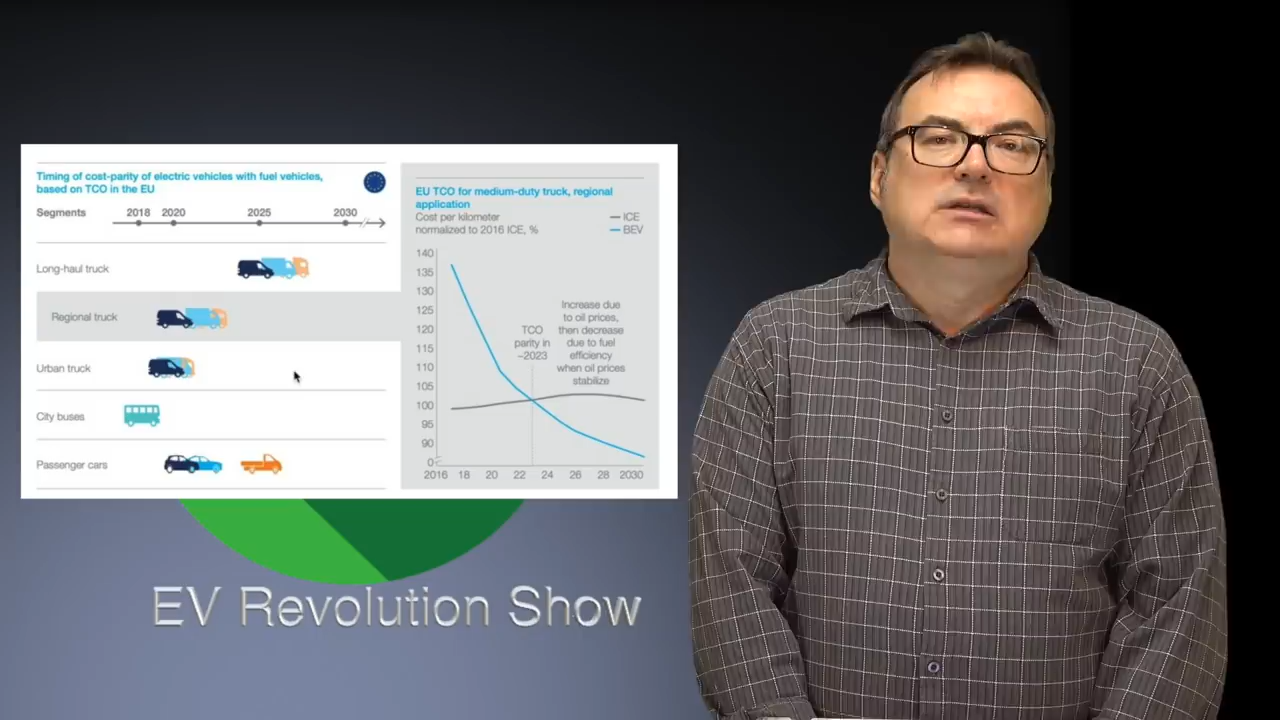 Timing of cost-parity of electric vehicles with fuel vehicles,
based on TCO in the EU
Segments
2018 2020 2025 2030
Long-haul truck
Regional truck
Urban truck
City buses
Passenger cars
EU TCO for medium-duty truck, regional
application
Cost per kilometer
normalized to 2016 ICE, %
ICE
BEV
140
135
130
125
120
115
110
105
100
95
90
0
2016 18 20 22 24 26 28 2030
TCO
parity in
~2023
Increase due
to oil prices,
then decrease
due to fuel
efficiency
when oil prices
stabilize
EV Revolution Show